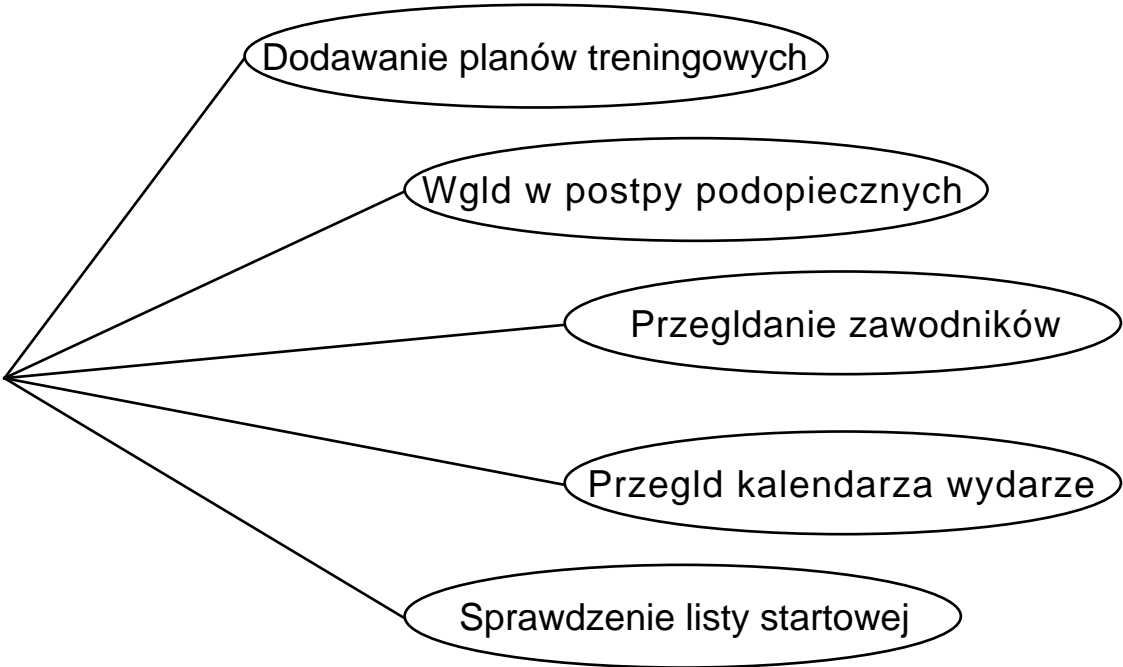 Dodawanie planów treningowych
Wgld w postpy podopiecznych
Przegldanie zawodników
Przegld kalendarza wydarze
Sprawdzenie listy startowej